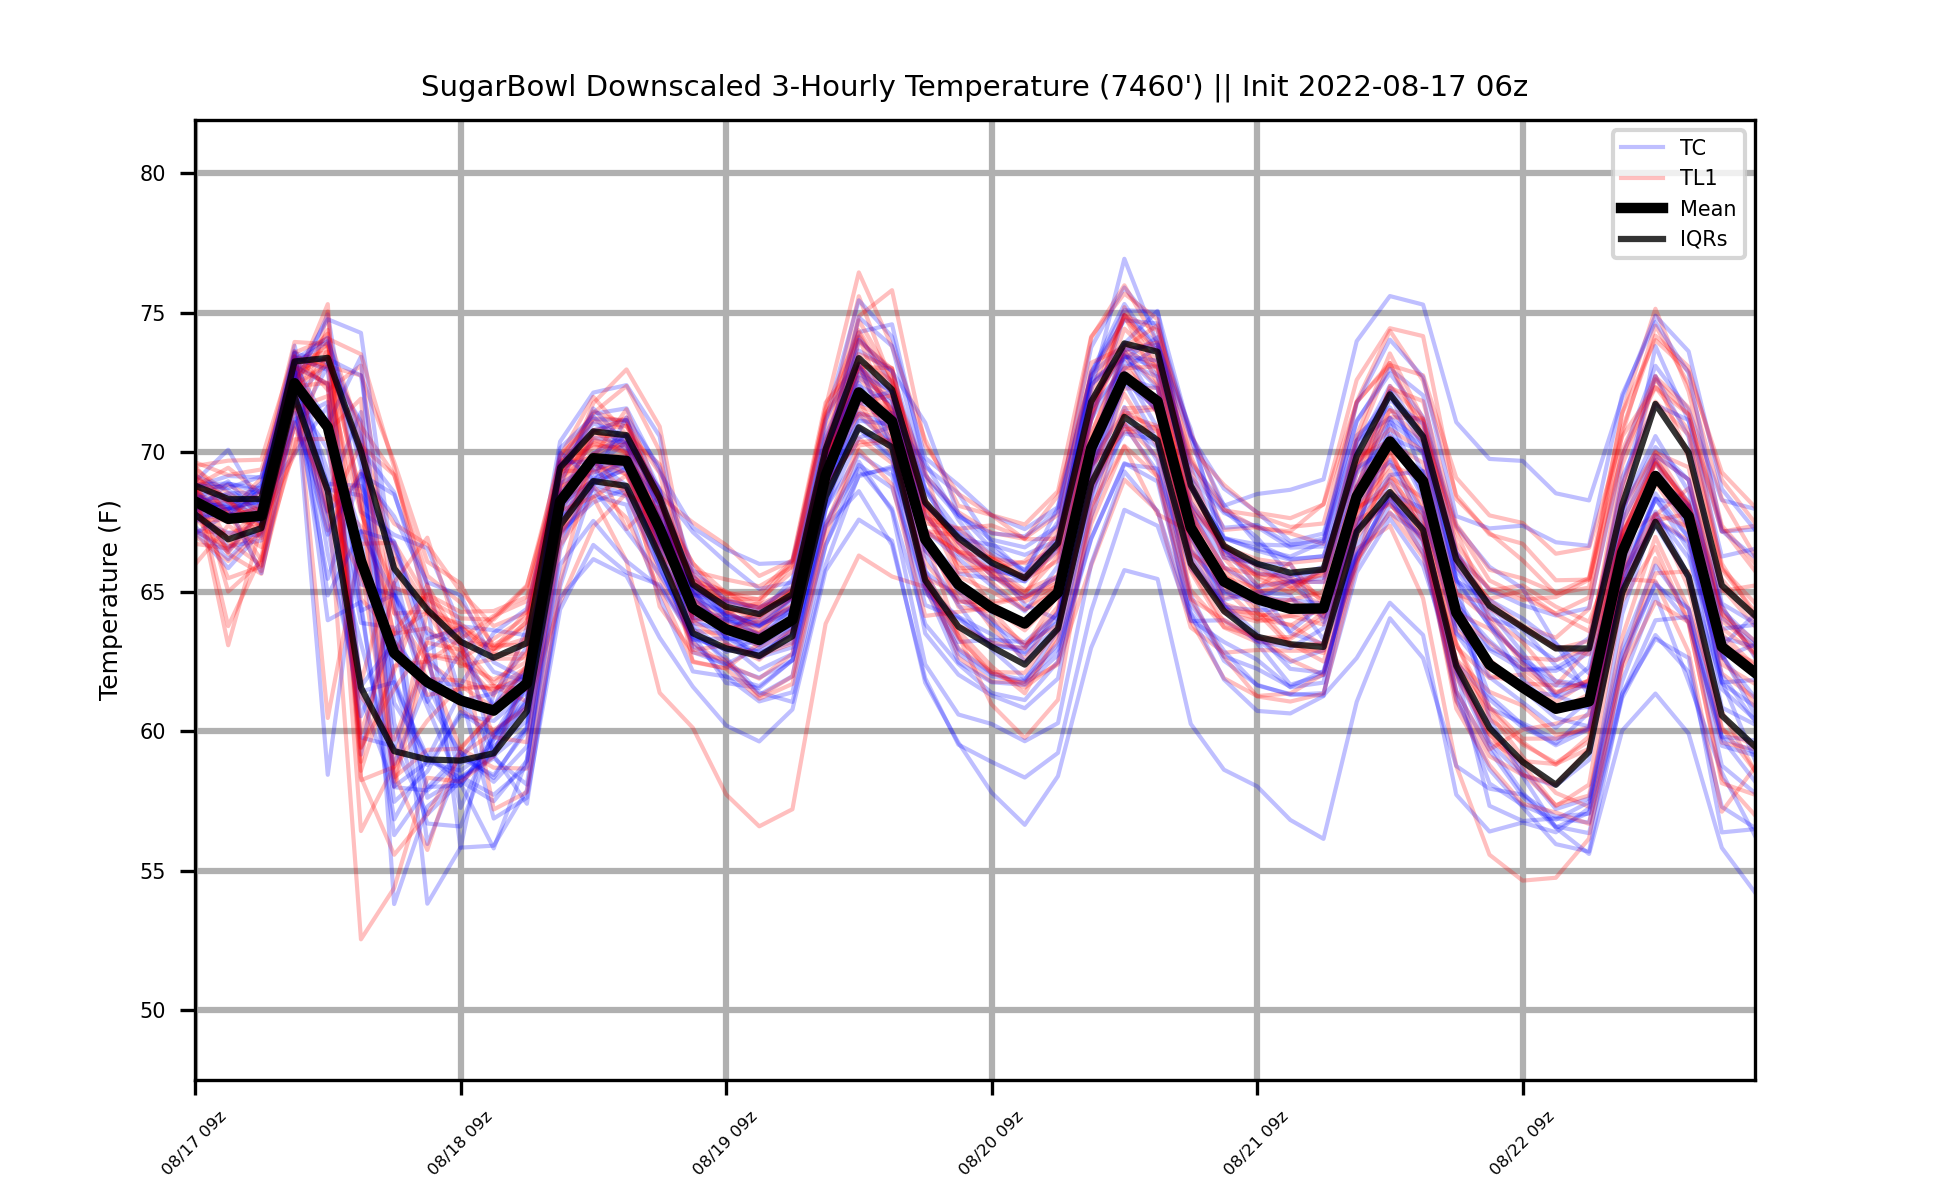 SugarBowl Downscaled 3-Hourly Temperature (7460') || Init 2022-08-17 06z
TC
TL1
Mean
IQRs
Temperature (F)
80
75
70
65
60
55
50
08/17 09z
08/18 09z
08/19 09z
08/20 09z
08/21 09z
08/22 09z